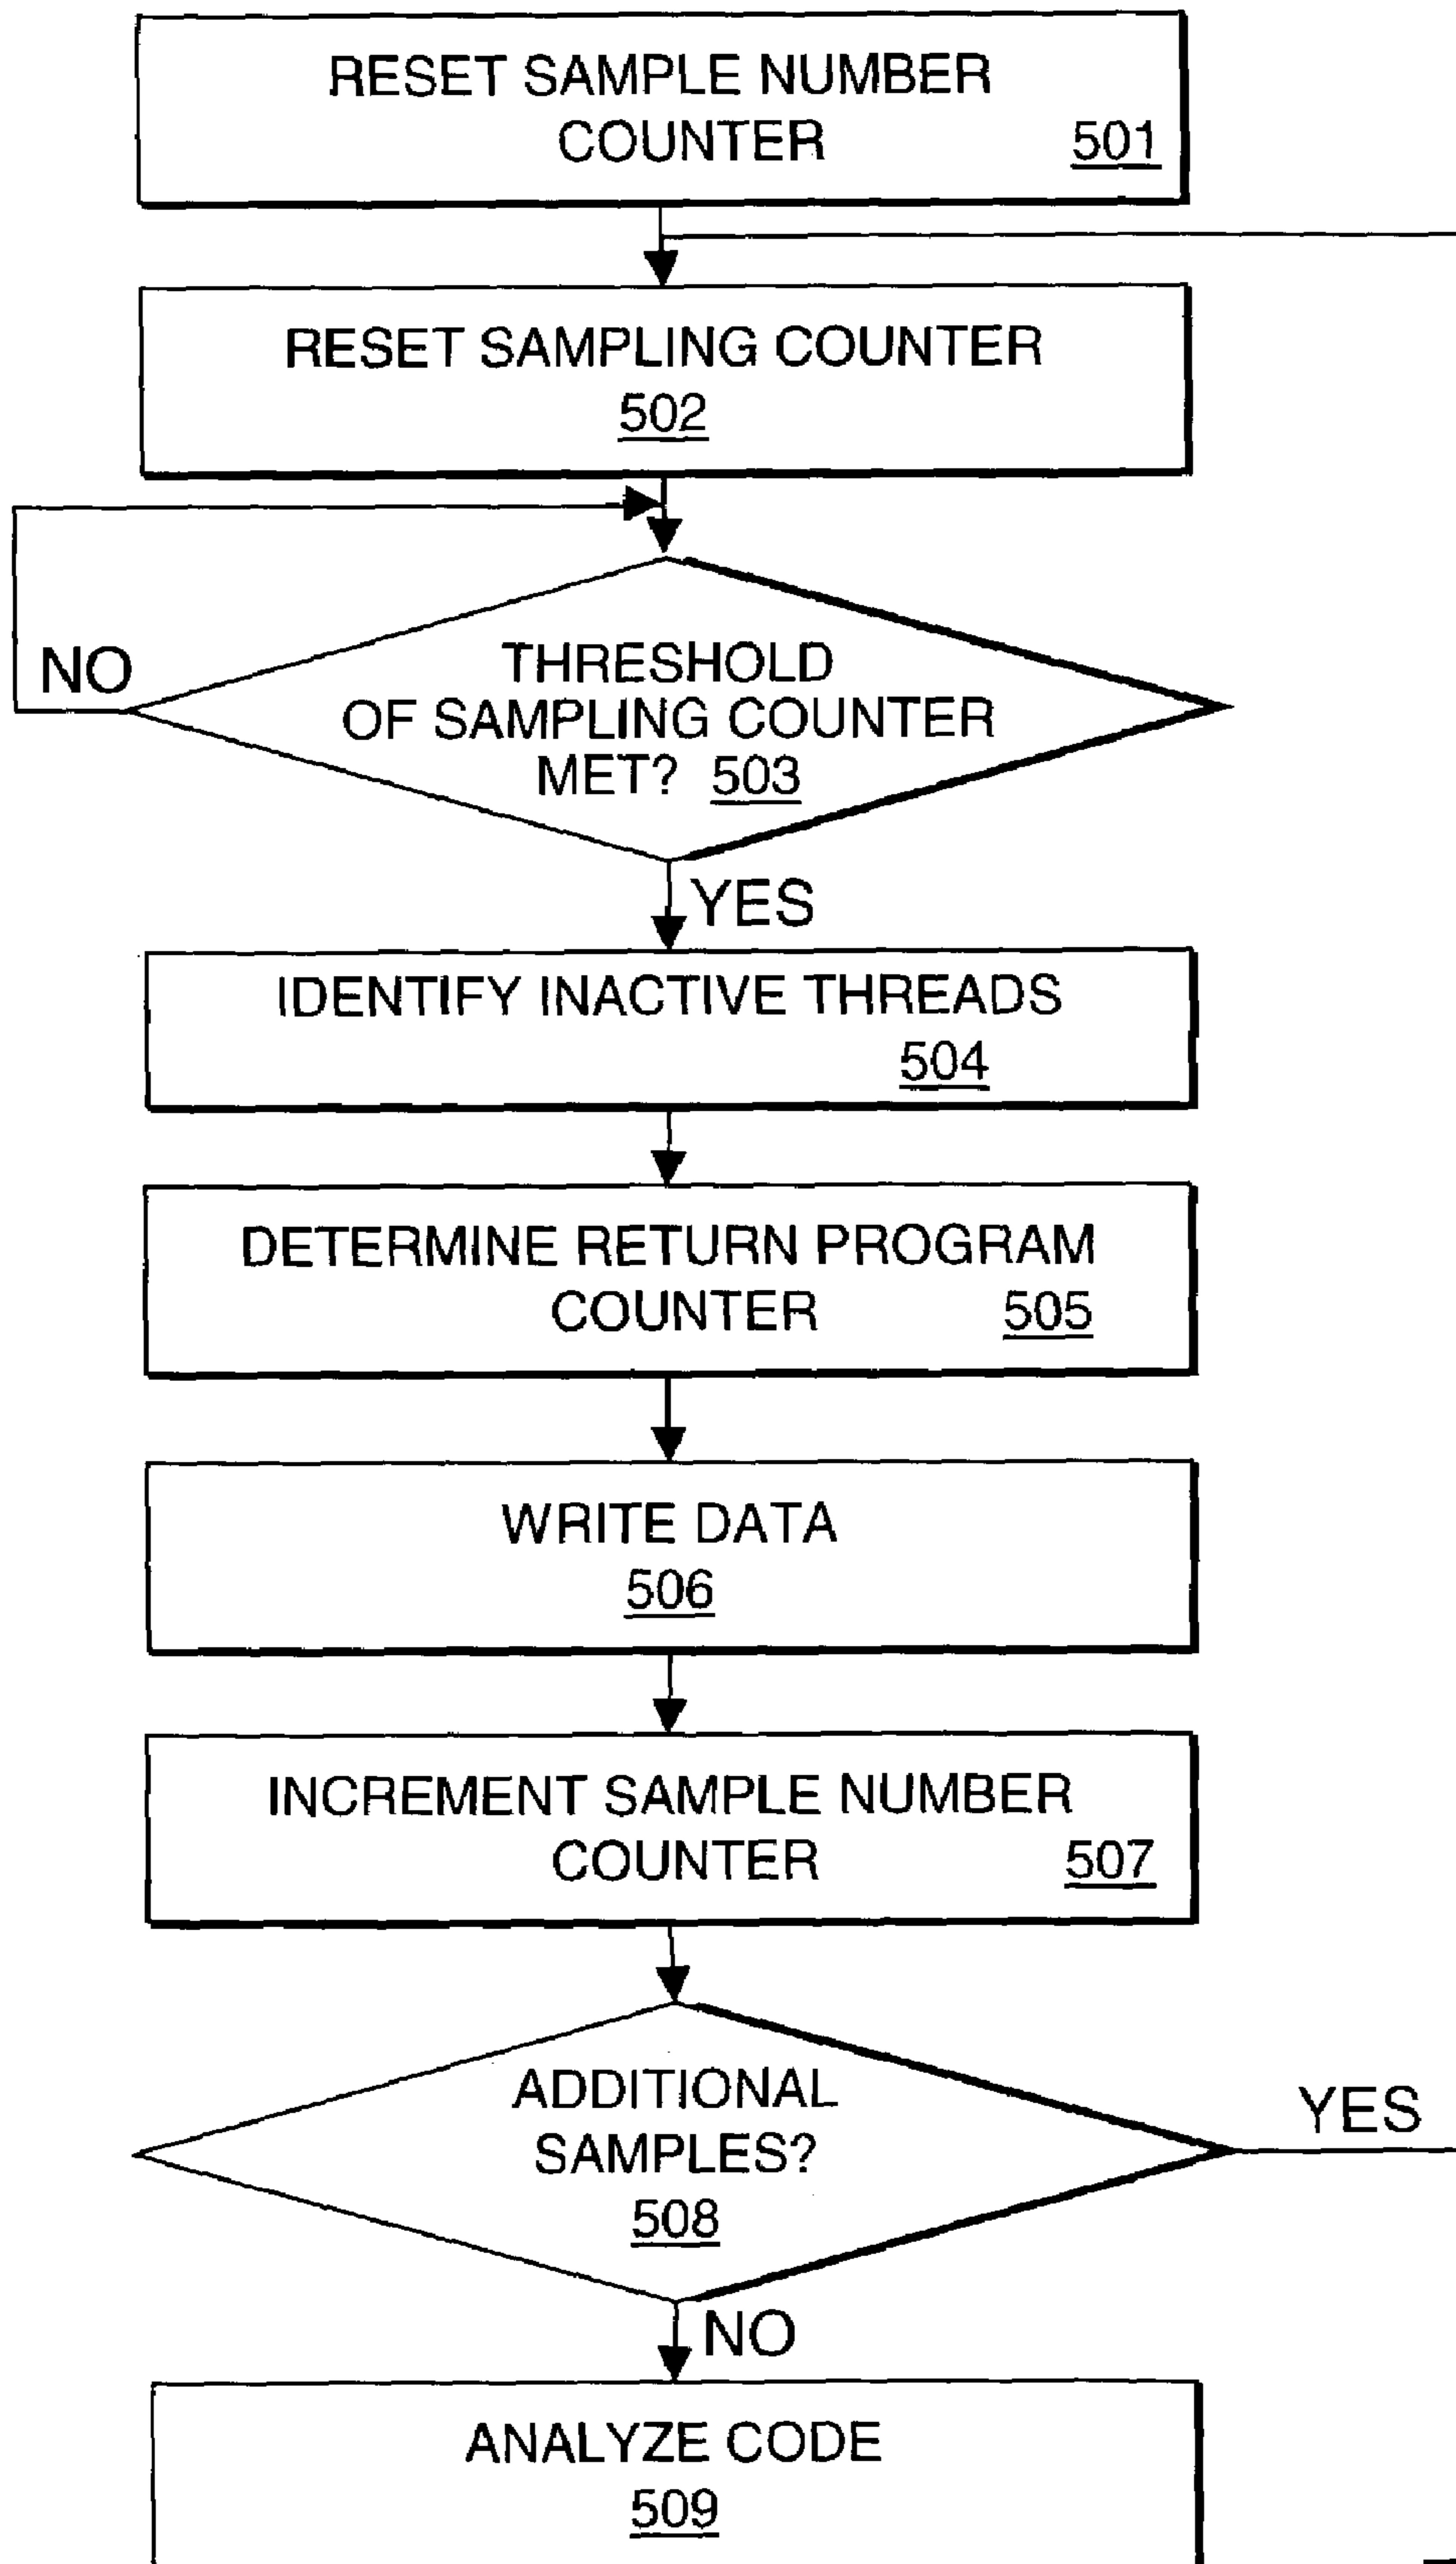 RESET SAMPLE NUMBER
COUNTER 501
RESET SAMPLING COUNTER
502
NO
THRESHOLD
OF SAMPLING COUNTER
MET? 503
YES
IDENTIFY INACTIVE THREADS
504
DETERMINE RETURN PROGRAM
COUNTER 505
WRITE DATA
506
INCREMENT SAMPLE NUMBER
COUNTER 507
ADDITIONAL
SAMPLES?
508
YES
NO
ANALYZE CODE
509